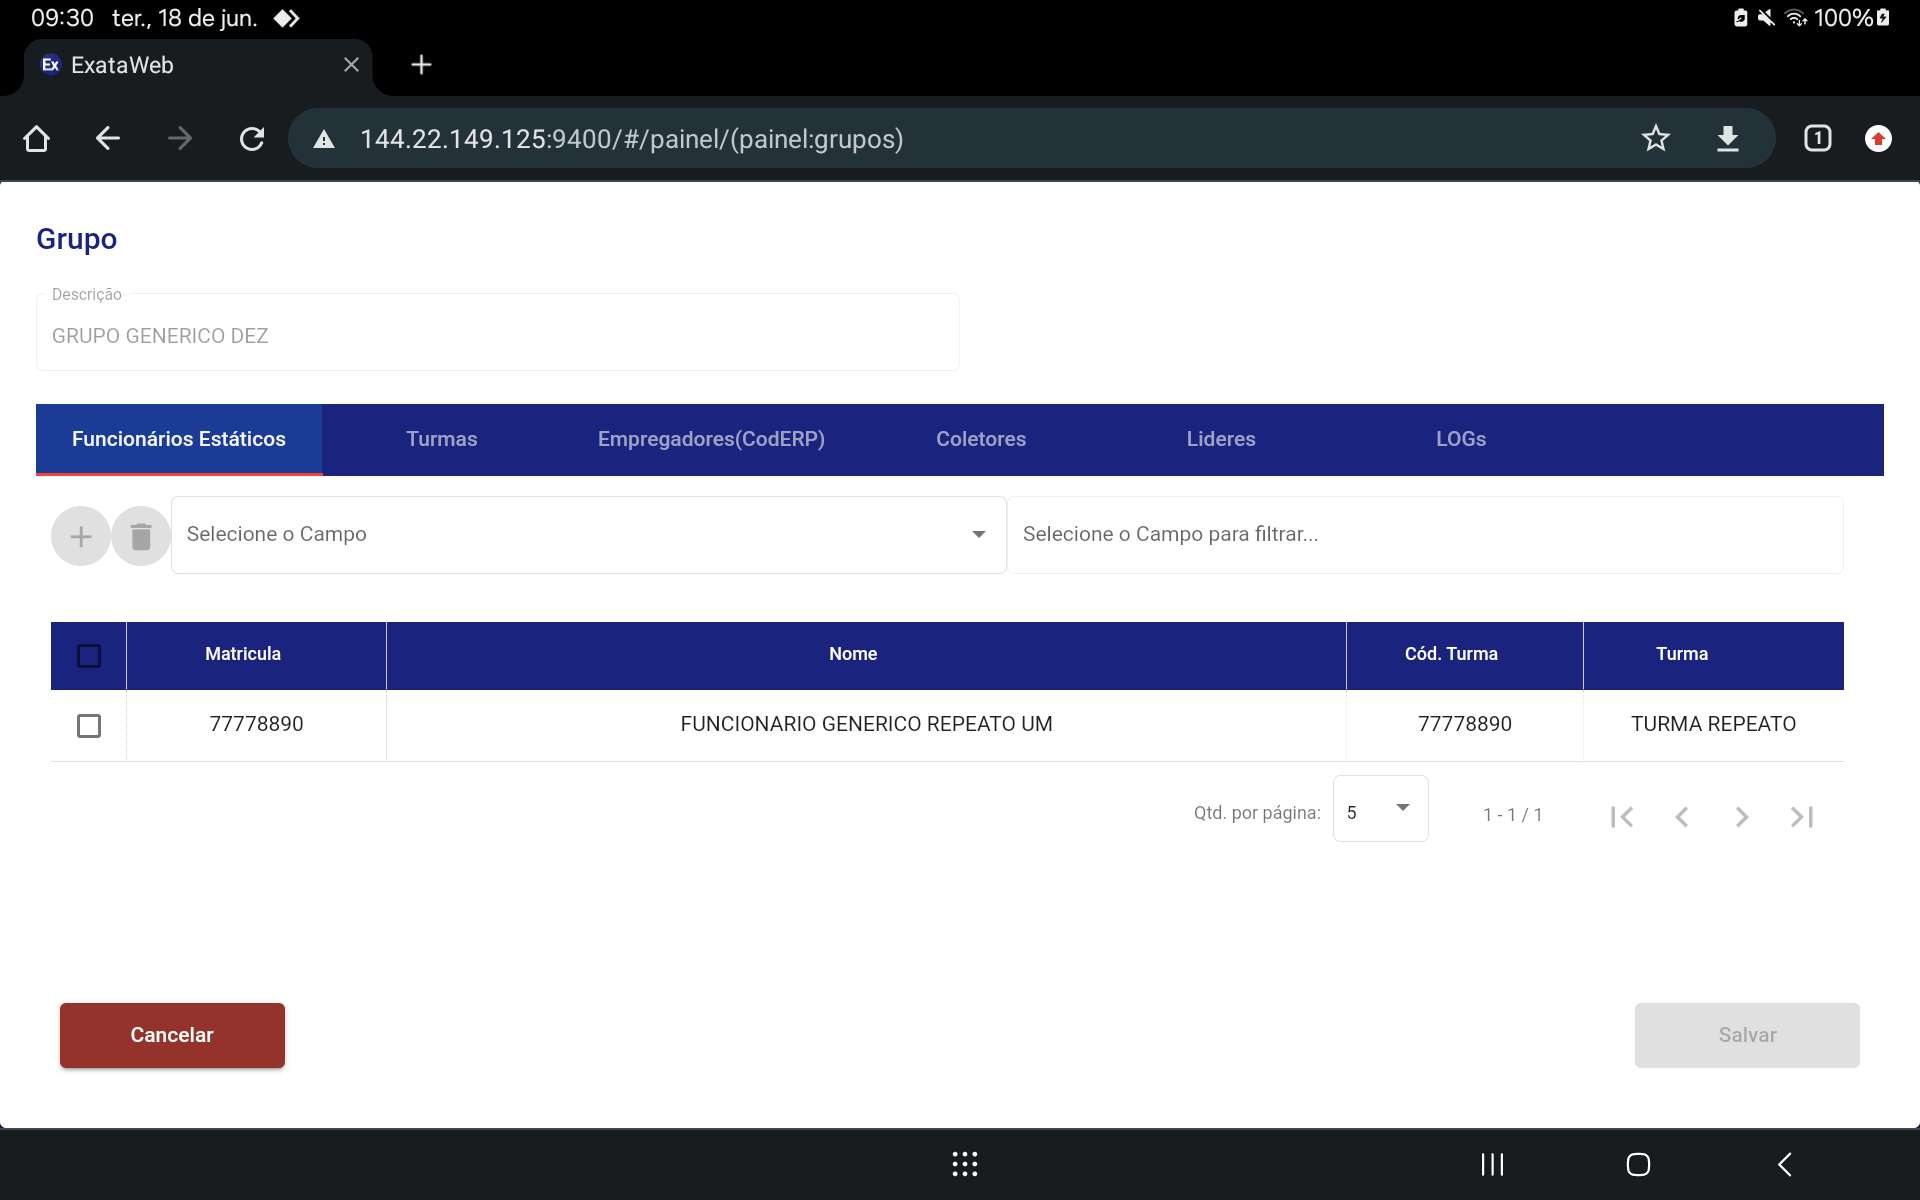 09:30 ter., 18 de jun.
100%
Ex ExataWeb
144.22.149.125:9400/#/painel/(painel:grupos)
1
Grupo
Descrição
GRUPO GENERICO DEZ
Funcionários Estáticos Turmas Empregadores(CodERP) Coletores Lideres LOGs
Selecione o Campo Selecione o Campo para filtrar...
Matricula Nome Cód. Turma Turma
77778890 FUNCIONARIO GENERICO REPEATO UM 77778890 TURMA REPEATO
Qtd. por página: 5 1 - 1 / 1
Cancelar Salvar